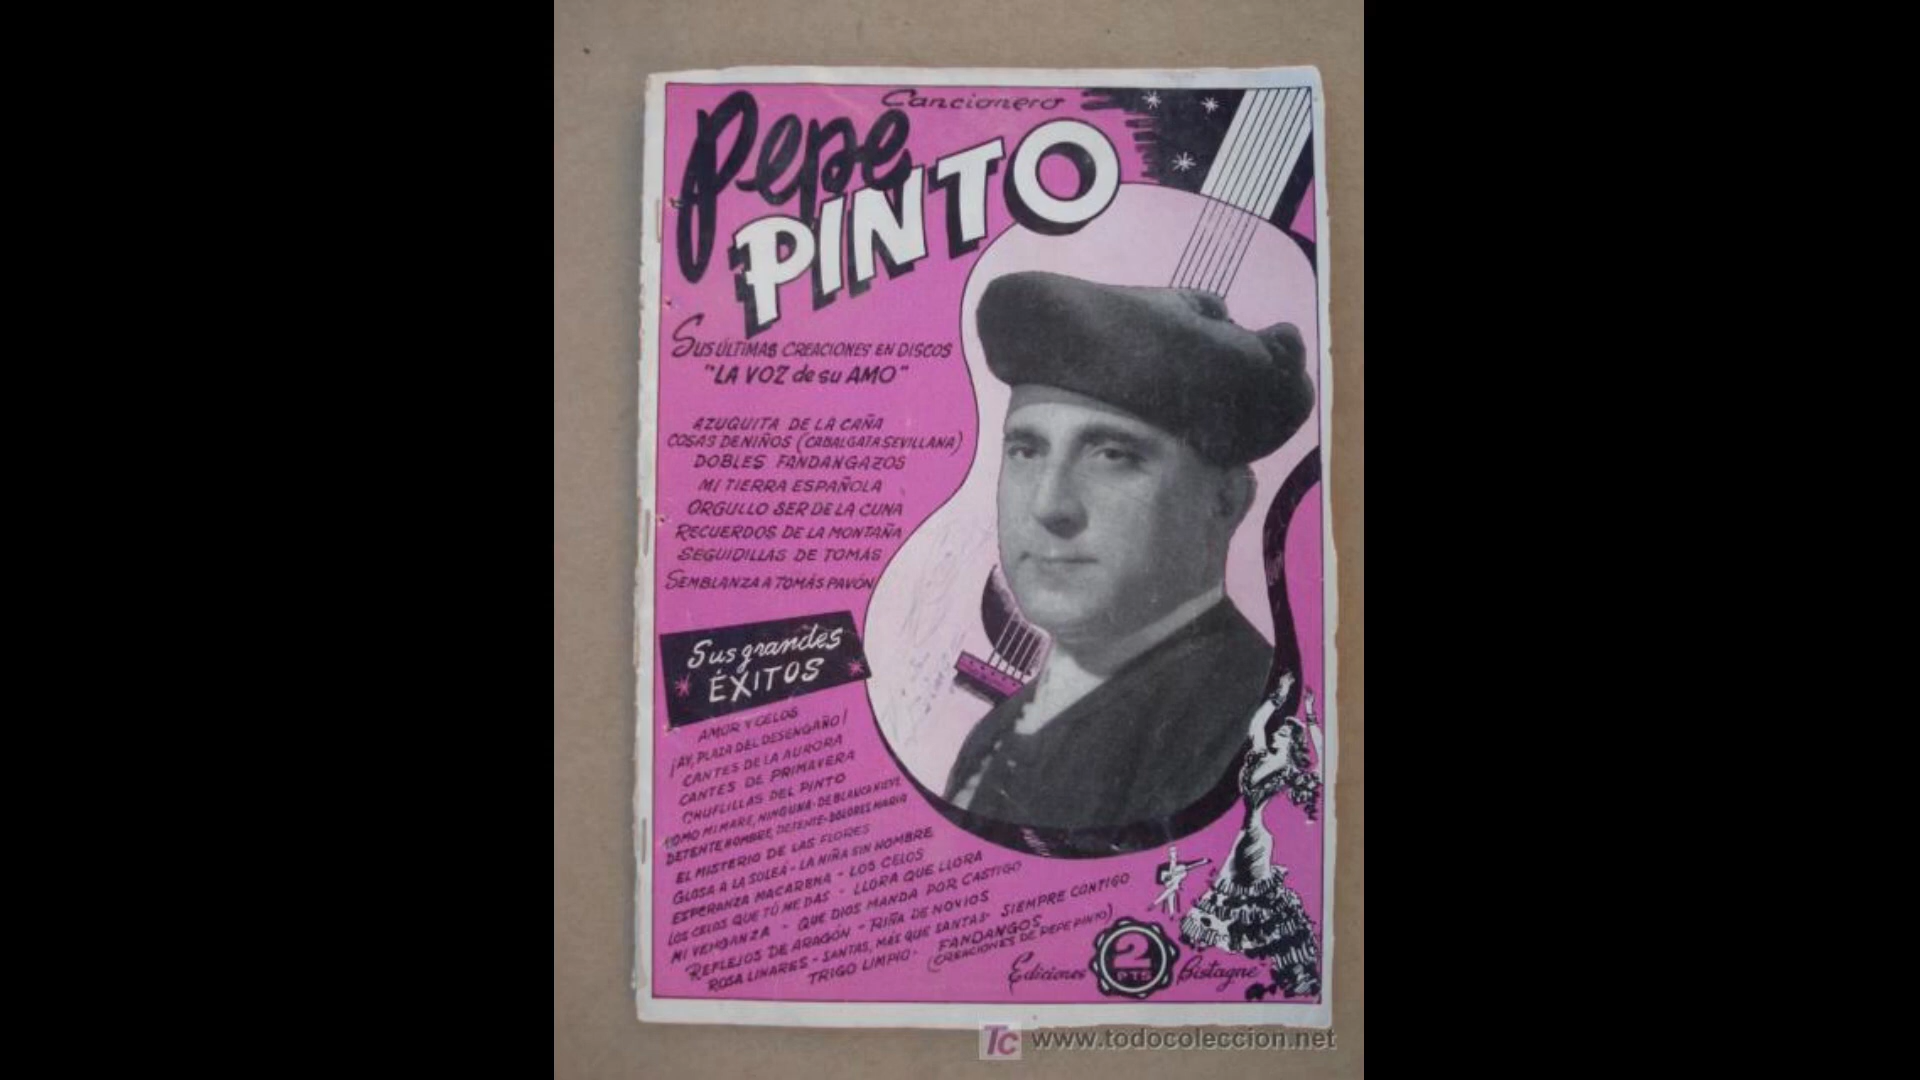 Cancionero
Pepe
PINTO
SUS ÚLTIMAS CREACIONES EN DISCOS
"LA VOZ de su AMO"
AZUQUITA DE LA CAÑA
COSAS DE NIÑOS (CABALGATA SEVILLANA)
DOBLES FANDANGAZOS
MI TIERRA ESPAÑOLA
ORGULLO SER DE LA CUNA
RECUERDOS DE LA MONTAÑA
SEGUIDILLAS DE TOMÁS
SEMBLANZA A TOMÁS PAVÓN
Sus grandes
ÉXITOS
AMOR Y CELOS
¡AY, PLAZA DEL DESENGAÑO!
CANTES DE LA AURORA
CANTES DE PRIMAVERA
CHUFLILLAS DEL PINTO
COMO MI MARE, NINGUNA - DE BLANCA NIEVE
DETENTE HOMBRE, DETENTE - DOLORES MARIA
EL MISTERIO DE LAS FLORES
GLOSA A LA SOLEÁ - LA NIÑA SIN NOMBRE
ESPERANZA MACARENA - LOS CELOS
LOS CELOS QUE TÚ ME DAS - LLORA QUE LLORA
MI VENGANZA - QUE DIOS MANDA POR CASTIGO
REFLEJOS DE ARAGÓN - RIÑA DE NOVIOS
ROSA LINARES - SANTAS, MÁS QUE SANTAS - SIEMPRE CONTIGO
TRIGO LIMPIO - FANDANGOS
(CREACIONES DE PEPE PINTO)
Ediciones 2 PTS Bistagne
Tc www.todocoleccion.net